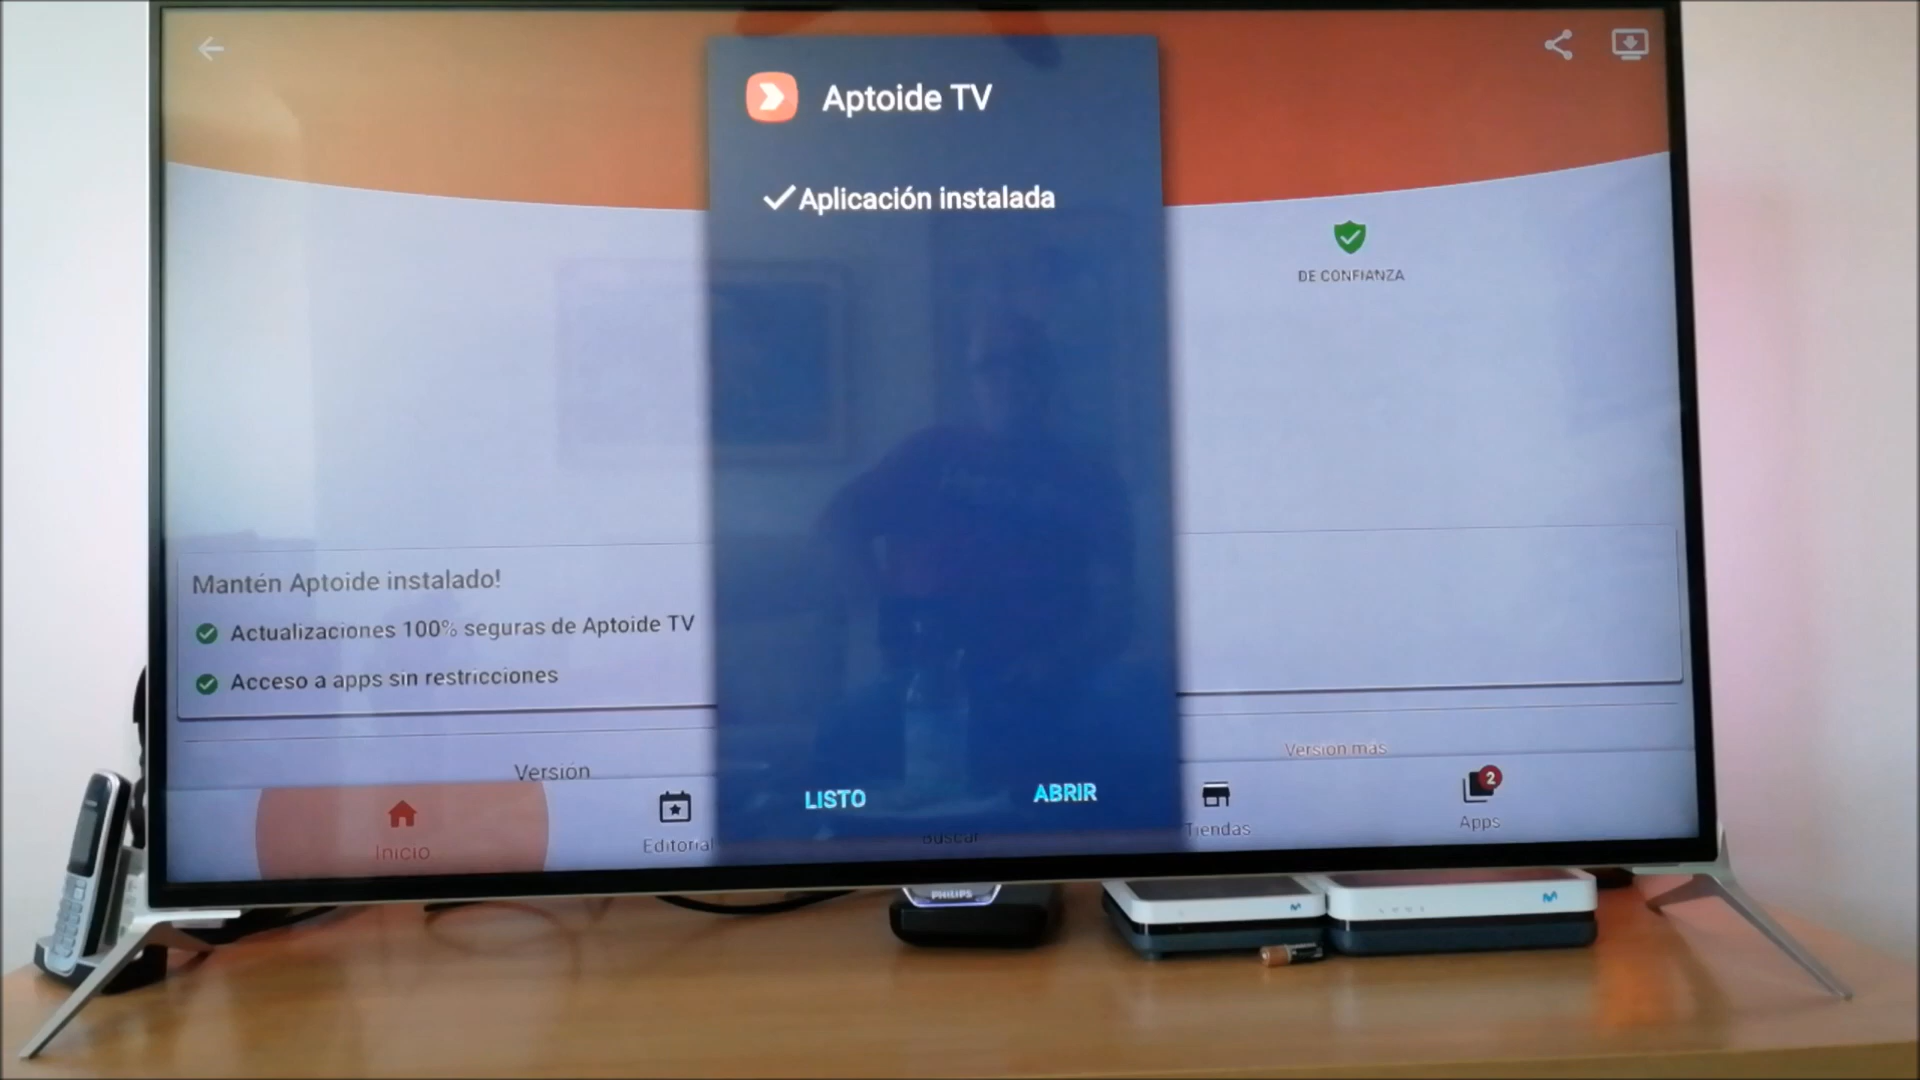 Aptoide TV
Aplicación instalada
DE CONFIANZA
Mantén Aptoide instalado!
Actualizaciones 100% seguras de Aptoide TV
Acceso a apps sin restricciones
Versión
Versión más
LISTO
ABRIR
Inicio
Editorial
Buscar
Tiendas
2
Apps
PHILIPS